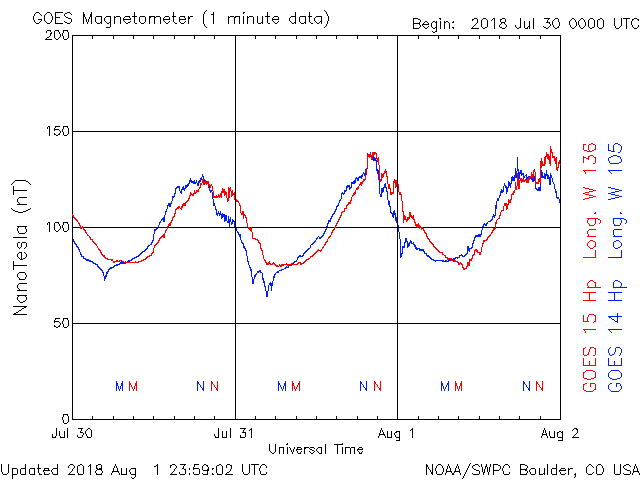 GOES Magnetometer (1 minute data)
Begin: 2018 Jul 30 0000 UTC
200
150
100
50
0
NanoTesla (nT)
M M N N M M N N M M N N
Jul 30 Jul 31 Aug 1 Aug 2
Universal Time
GOES 15 Hp Long. W 136
GOES 14 Hp Long. W 105
Updated 2018 Aug 1 23:59:02 UTC
NOAA/SWPC Boulder, CO USA